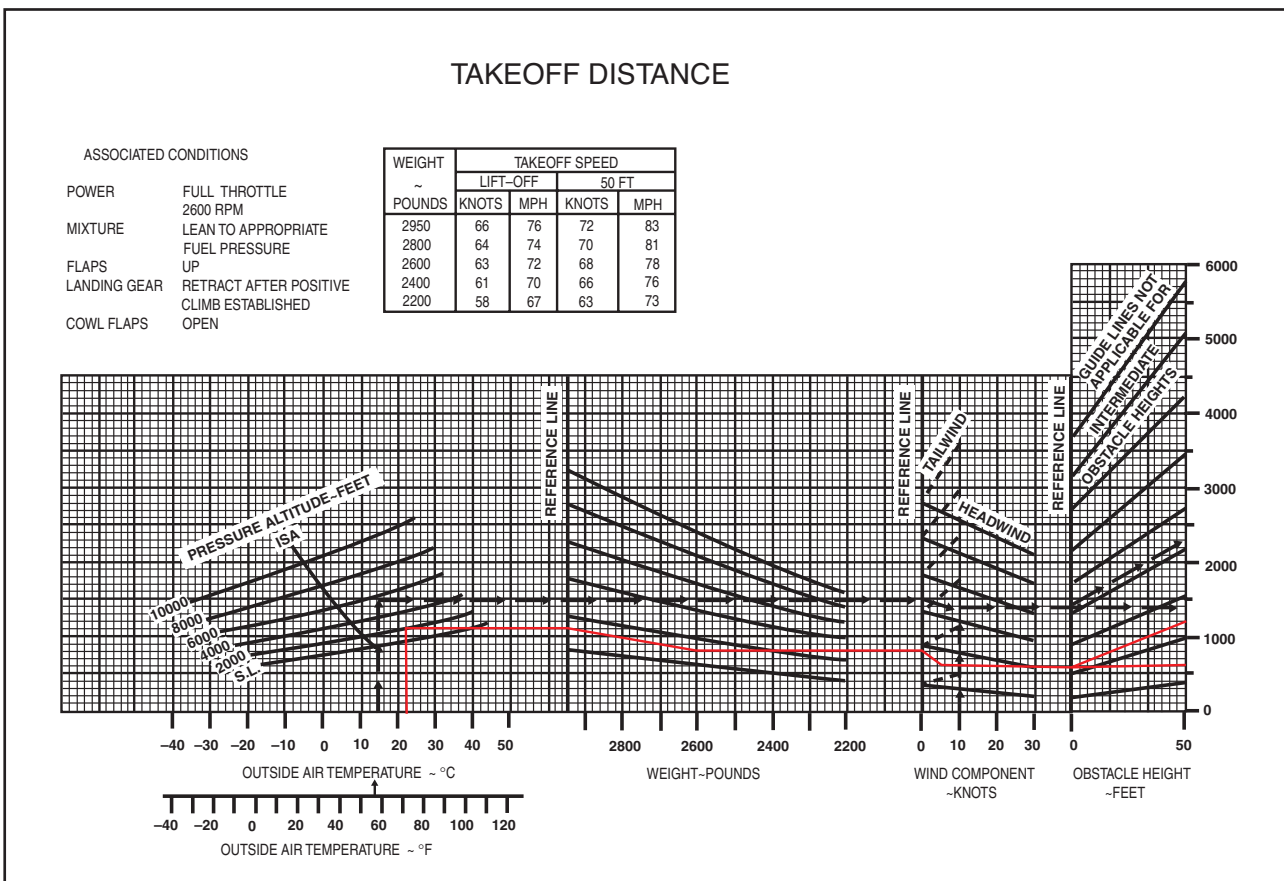 TAKEOFF DISTANCE
ASSOCIATED CONDITIONS
POWER FULL THROTTLE
2600 RPM
MIXTURE LEAN TO APPROPRIATE
FUEL PRESSURE
FLAPS UP
LANDING GEAR RETRACT AFTER POSITIVE
CLIMB ESTABLISHED
COWL FLAPS OPEN
WEIGHT ~ POUNDS TAKEOFF SPEED
LIFT–OFF 50 FT
KNOTS MPH KNOTS MPH
2950 66 76 72 83
2800 64 74 70 81
2600 63 72 68 78
2400 61 70 66 76
2200 58 67 63 73
PRESSURE ALTITUDE~FEET
ISA
10000
8000
6000
4000
2000
S.L.
REFERENCE LINE
REFERENCE LINE
TAILWIND
HEADWIND
REFERENCE LINE
GUIDE LINES NOT
APPLICABLE FOR
INTERMEDIATE
OBSTACLE HEIGHTS
6000
5000
4000
3000
2000
1000
0
–40 –30 –20 –10 0 10 20 30 40 50
OUTSIDE AIR TEMPERATURE ~ °C
–40 –20 0 20 40 60 80 100 120
OUTSIDE AIR TEMPERATURE ~ °F
2800 2600 2400 2200
WEIGHT~POUNDS
0 10 20 30
WIND COMPONENT
~KNOTS
0 50
OBSTACLE HEIGHT
~FEET